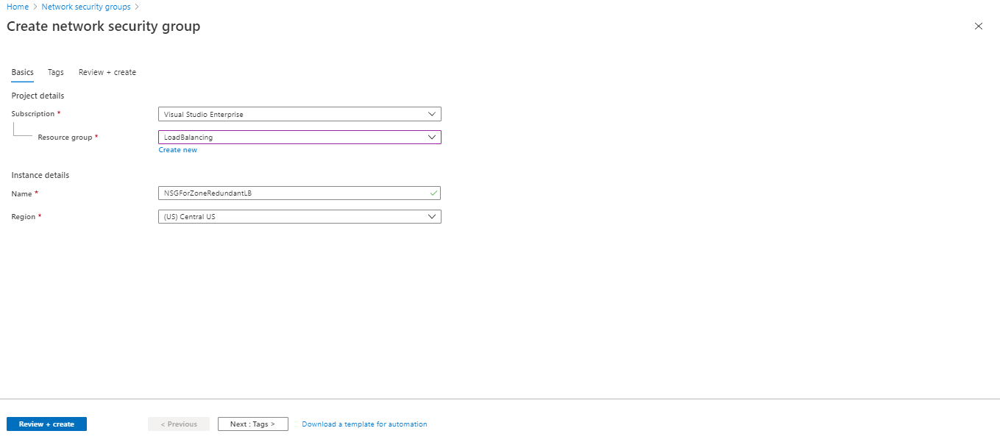 Home > Network security groups >
Create network security group
Basics Tags Review + create
Project details
Subscription * Visual Studio Enterprise
Resource group * LoadBalancing
Create new
Instance details
Name * NSGForZoneRedundantLB
Region * (US) Central US
Review + create < Previous Next : Tags > Download a template for automation